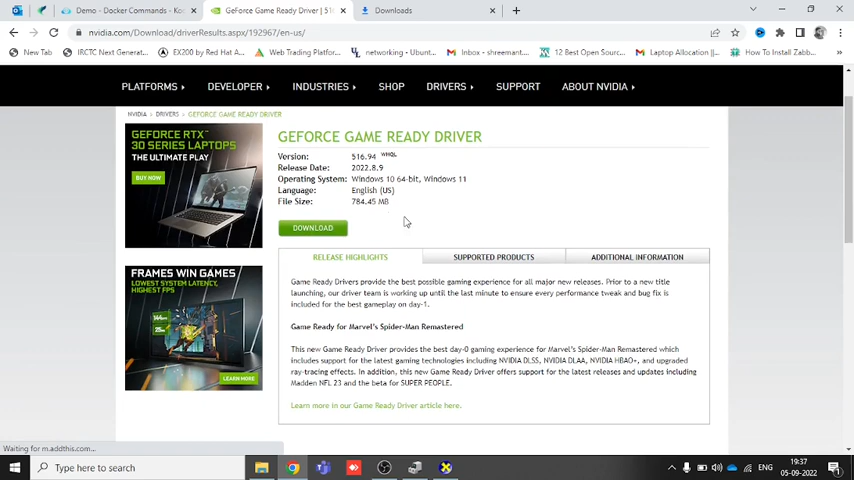 Demo - Docker Commands - Ko
GeForce Game Ready Driver | 516
Downloads
nvidia.com/Download/driverResults.aspx/192967/en-us/
New Tab
IRCTC Next Generat...
EX200 by Red Hat A...
Web Trading Platfor...
networking - Ubunt...
Inbox - shreemant....
12 Best Open Sourc...
Laptop Allocation ||...
How To Install Zabb...
PLATFORMS
DEVELOPER
INDUSTRIES
SHOP
DRIVERS
SUPPORT
ABOUT NVIDIA
NVIDIA > DRIVERS > GEFORCE GAME READY DRIVER
GEFORCE RTX™
30 SERIES LAPTOPS
THE ULTIMATE PLAY
BUY NOW
GEFORCE GAME READY DRIVER
Version: 516.94 WHQL
Release Date: 2022.8.9
Operating System: Windows 10 64-bit, Windows 11
Language: English (US)
File Size: 784.45 MB
DOWNLOAD
RELEASE HIGHLIGHTS
SUPPORTED PRODUCTS
ADDITIONAL INFORMATION
Game Ready Drivers provide the best possible gaming experience for all major new releases. Prior to a new title
launching, our driver team is working up until the last minute to ensure every performance tweak and bug fix is
included for the best gameplay on day-1.
Game Ready for Marvel's Spider-Man Remastered
This new Game Ready Driver provides the best day-0 gaming experience for Marvel's Spider-Man Remastered which
includes support for the latest gaming technologies including NVIDIA DLSS, NVIDIA DLAA, NVIDIA HBAO+, and upgraded
ray-tracing effects. In addition, this new Game Ready Driver offers support for the latest releases and updates including
Madden NFL 23 and the beta for SUPER PEOPLE.
Learn more in our Game Ready Driver article here.
FRAMES WIN GAMES
LOWEST SYSTEM LATENCY,
HIGHEST FPS
LEARN MORE
Waiting for m.addthis.com...
Type here to search
ENG
19:37
05-09-2022